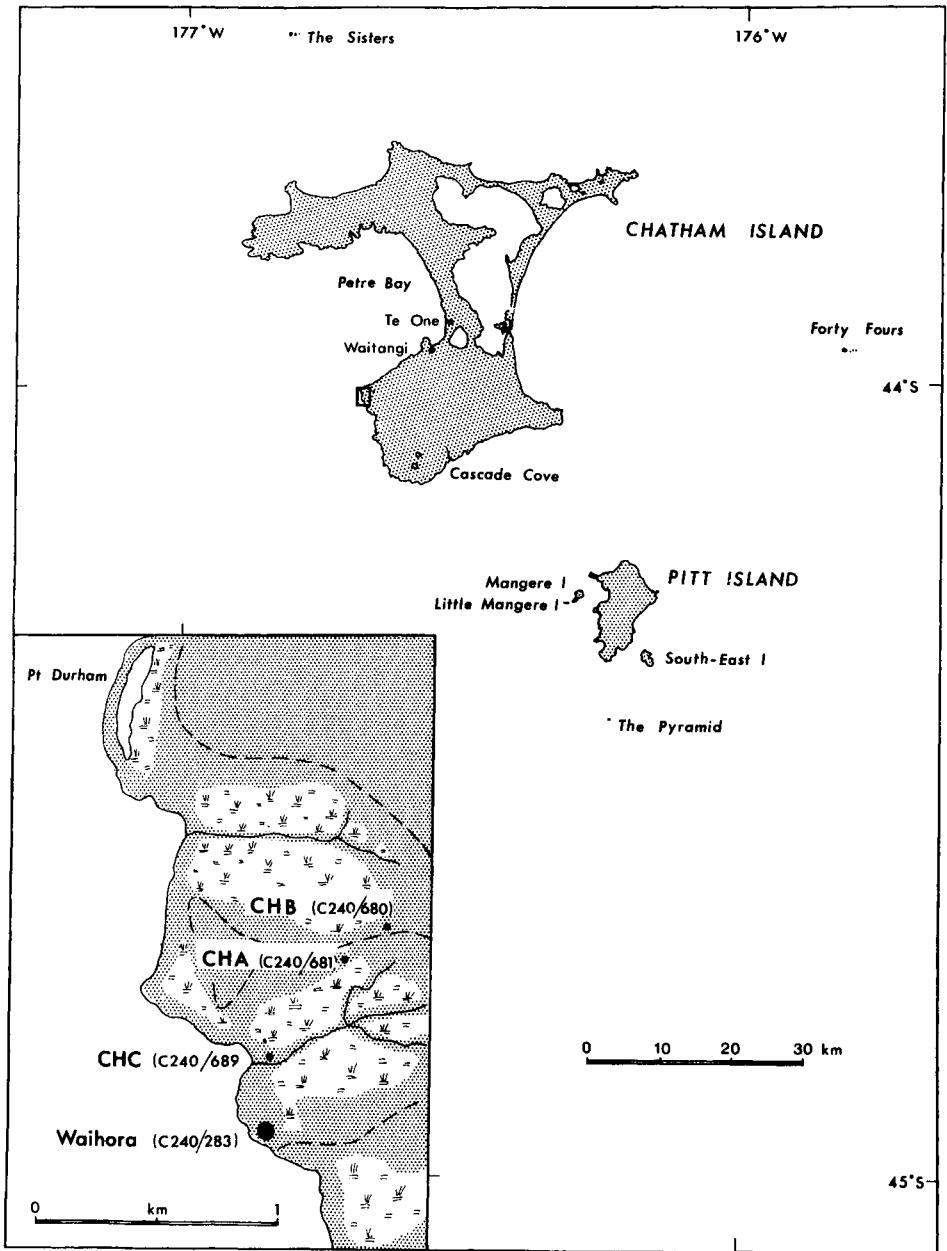 177°W
176°W
The Sisters
CHATHAM ISLAND
Petre Bay
Te One
Forty Fours
Waitangi
44°S
Cascade Cove
Mangere I
PITT ISLAND
Little Mangere I
South-East I
The Pyramid
Pt Durham
CHB (C240/680)
CHA (C240/681)
CHC (C240/689
0 10 20 30 km
Waihora (C240/283)
45°S
0 km 1